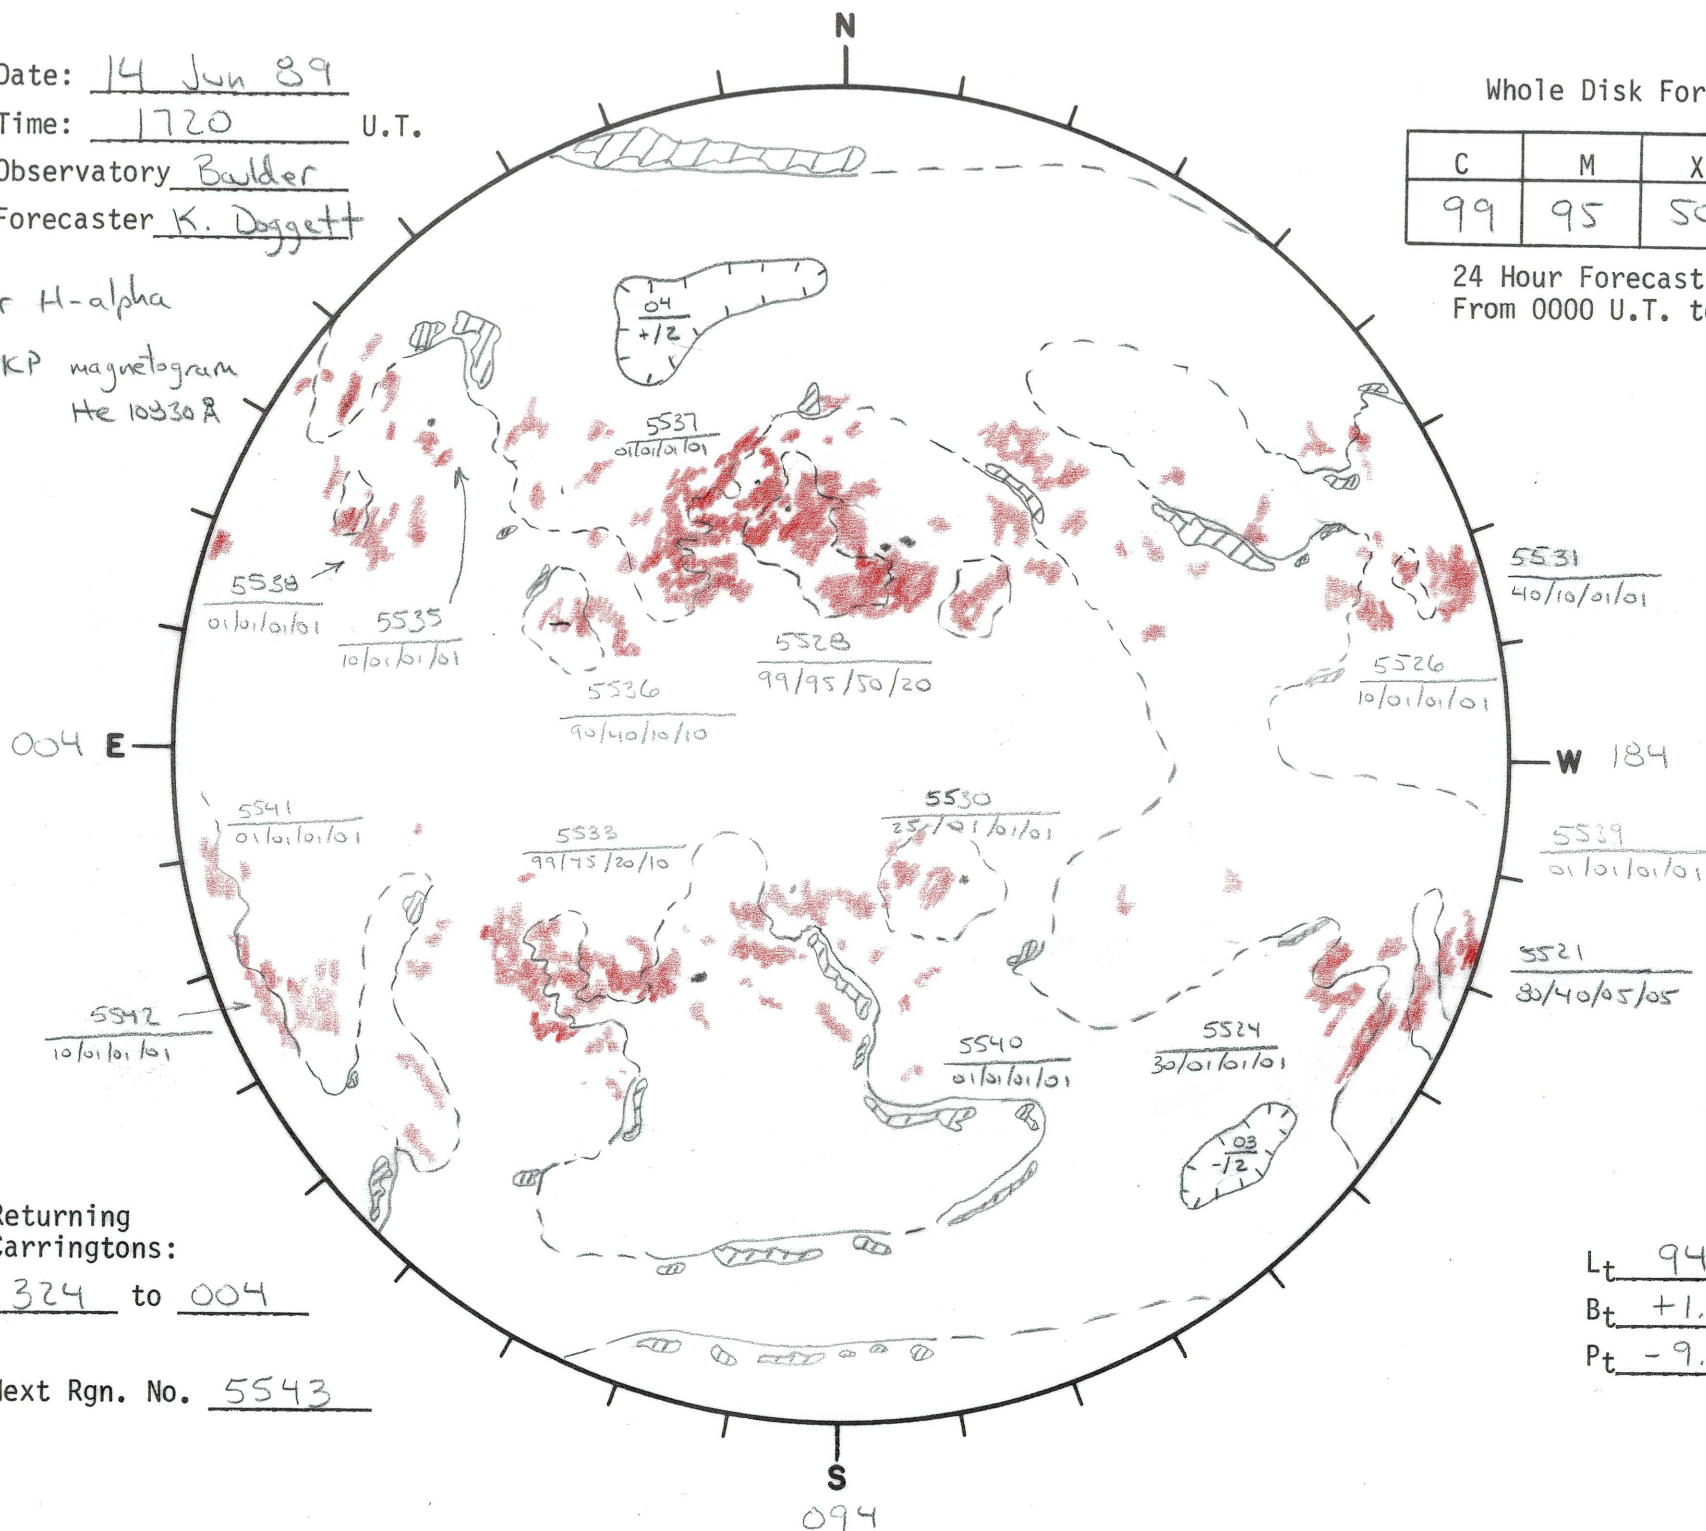 N
Date: 14 Jun 89
Time: 1720 U.T.
Observatory Boulder
Forecaster K. Doggett
r H-alpha
KP magnetogram
He 10830 Å
Whole Disk For
C M X
99 95 50
24 Hour Forecast
From 0000 U.T. to
04
+/2
5537
01/01/01/01
5538
01/01/01/01
5535
10/01/01/01
5528
99/95/50/20
5536
90/40/10/10
5531
40/10/01/01
5526
10/01/01/01
004 E
W 184
5541
01/01/01/01
5533
99/75/20/10
5530
25/01/01/01
5539
01/01/01/01
5542
10/01/01/01
5540
01/01/01/01
5524
30/01/01/01
5521
80/40/05/05
03
-/2
Returning
Carringtons:
324 to 004
Next Rgn. No. 5543
Lt 94
Bt +1.
Pt -9.
S
094